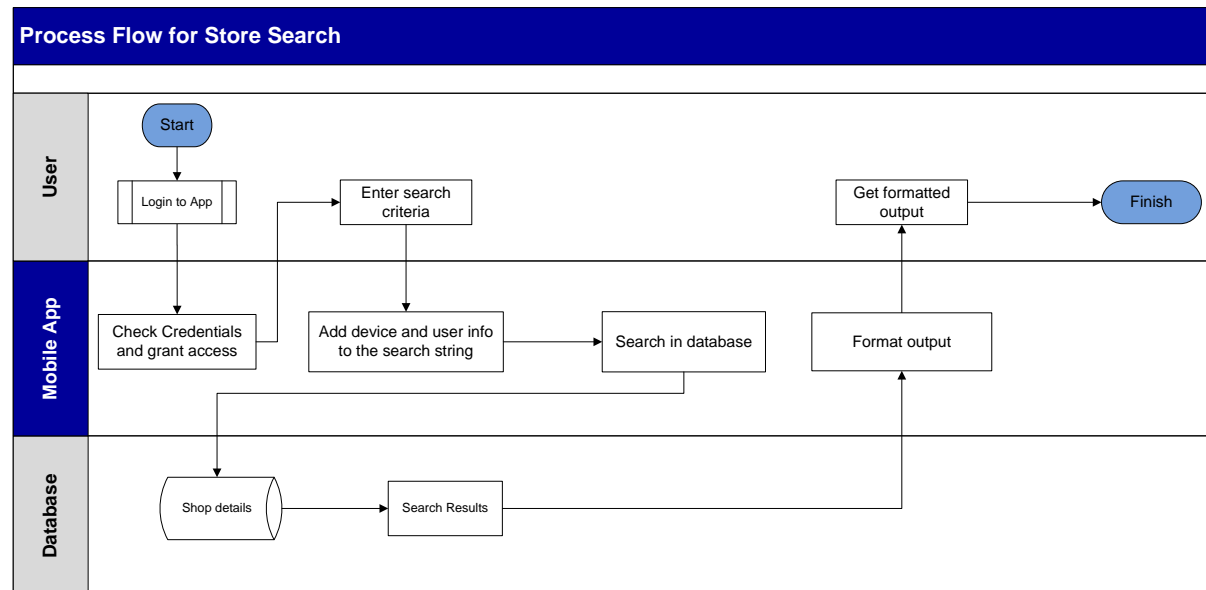 Process Flow for Store Search
User
Start
Login to App
Enter search
criteria
Get formatted
output
Finish
Mobile App
Check Credentials
and grant access
Add device and user info
to the search string
Search in database
Format output
Database
Shop details
Search Results